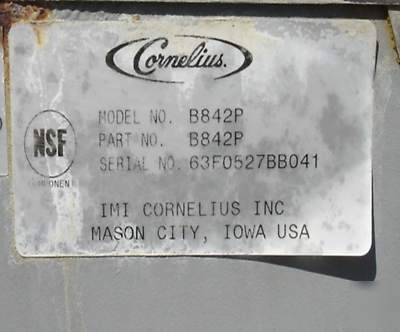 Cornelius.
MODEL NO. B842P
PART NO. B842P
SERIAL NO. 63F0527BB041
NSF
IMI CORNELIUS INC
MASON CITY, IOWA USA